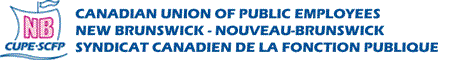 NB
CUPE-SCFP
CANADIAN UNION OF PUBLIC EMPLOYEES
NEW BRUNSWICK - NOUVEAU-BRUNSWICK
SYNDICAT CANADIEN DE LA FONCTION PUBLIQUE